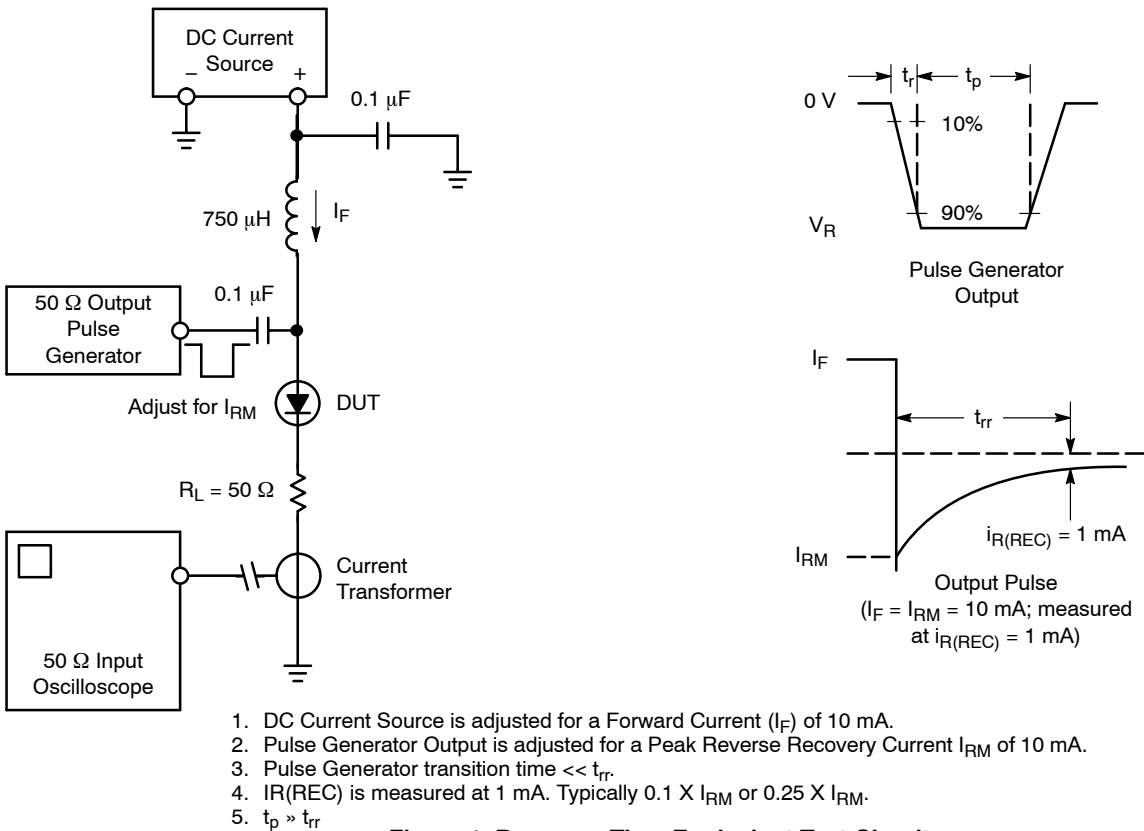 DC Current
Source
−
+
0.1 μF
750 μH
I_F
50 Ω Output
Pulse
Generator
0.1 μF
Adjust for I_RM
DUT
R_L = 50 Ω
Current
Transformer
50 Ω Input
Oscilloscope
t_r
t_p
0 V
10%
90%
V_R
Pulse Generator
Output
I_F
t_rr
i_R(REC) = 1 mA
I_RM
Output Pulse
(I_F = I_RM = 10 mA; measured
at i_R(REC) = 1 mA)
1. DC Current Source is adjusted for a Forward Current (I_F) of 10 mA.
2. Pulse Generator Output is adjusted for a Peak Reverse Recovery Current I_RM of 10 mA.
3. Pulse Generator transition time << t_rr.
4. IR(REC) is measured at 1 mA. Typically 0.1 X I_RM or 0.25 X I_RM.
5. t_p » t_rr